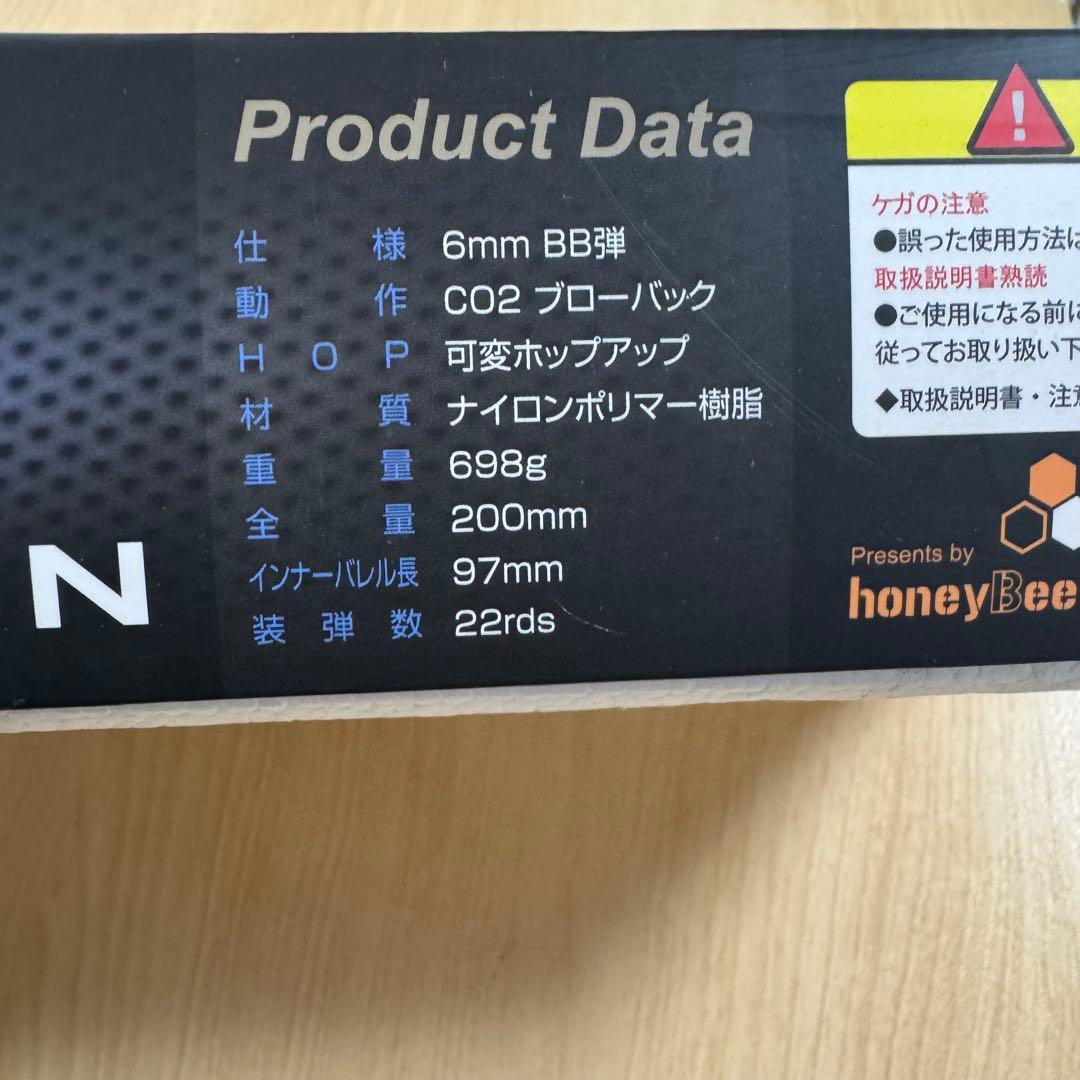 Product Data
仕様 6mm BB弾
動作 CO2 ブローバック
HOP 可変ホップアップ
材質 ナイロンポリマー樹脂
重量 698g
全量 200mm
インナーバレル長 97mm
装弾数 22rds
N
ケガの注意
●誤った使用方法は
取扱説明書熟読
●ご使用になる前に
従ってお取り扱い下
◆取扱説明書・注意
Presents by
honeyBee